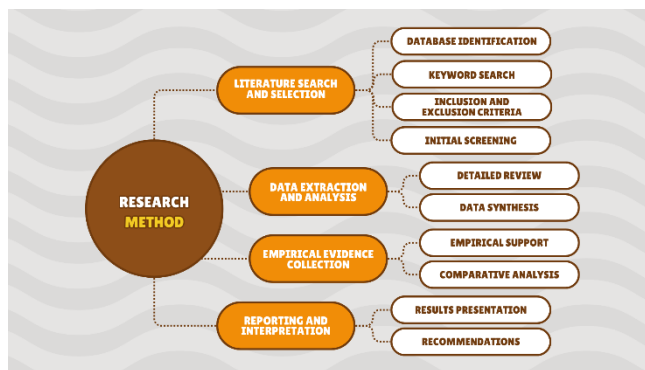 RESEARCH
METHOD
LITERATURE SEARCH
AND SELECTION
DATABASE IDENTIFICATION
KEYWORD SEARCH
INCLUSION AND
EXCLUSION CRITERIA
INITIAL SCREENING
DATA EXTRACTION
AND ANALYSIS
DETAILED REVIEW
DATA SYNTHESIS
EMPIRICAL EVIDENCE
COLLECTION
EMPIRICAL SUPPORT
COMPARATIVE ANALYSIS
REPORTING AND
INTERPRETATION
RESULTS PRESENTATION
RECOMMENDATIONS